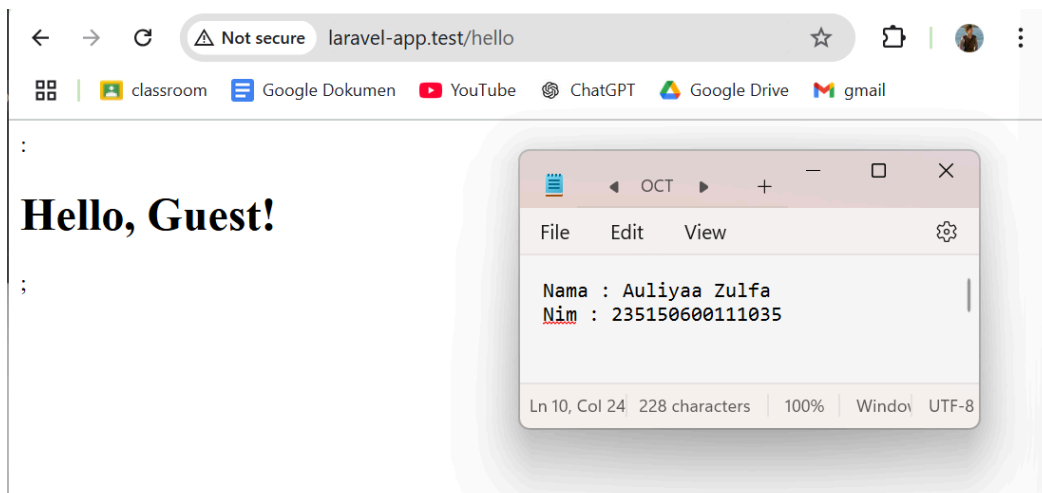 Not secure laravel-app.test/hello
classroom Google Dokumen YouTube ChatGPT Google Drive gmail
:
Hello, Guest!
;
OCT
File Edit View
Nama : Auliyaa Zulfa
Nim : 235150600111035
Ln 10, Col 24 228 characters 100% Window UTF-8